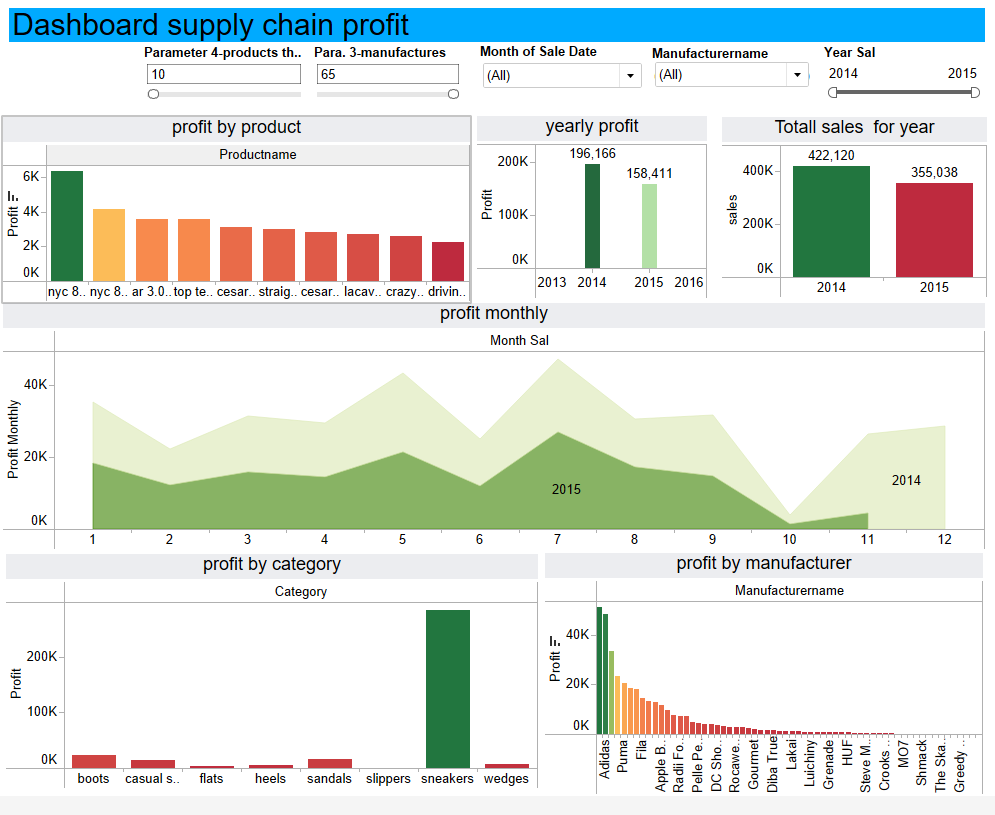 Dashboard supply chain profit
Parameter 4-products th.. Para. 3-manufactures Month of Sale Date Manufacturername Year Sal
10 65 (All) (All) 2014 2015
profit by product
Productname
6K
4K
2K
0K
Profit
nyc 8.. nyc 8.. ar 3.0.. top te.. cesar.. straig.. cesar.. lacav.. crazy.. drivin..
yearly profit
196,166
158,411
200K
100K
0K
Profit
2013 2014 2015 2016
Totall sales for year
422,120
355,038
400K
200K
0K
sales
2014 2015
profit monthly
Month Sal
40K
20K
0K
Profit Monthly
2015
2014
1 2 3 4 5 6 7 8 9 10 11 12
profit by category
Category
200K
100K
0K
Profit
boots casual s.. flats heels sandals slippers sneakers wedges
profit by manufacturer
Manufacturername
40K
20K
0K
Profit
Adidas
Puma
Fila
Apple B..
Radii Fo..
Pelle Pe..
DC Sho..
Rocawe..
Gourmet
Diba True
Lakai
Luichiny
Grenade
HUF
Steve M..
Crooks ..
MO7
Shmack
The Ska..
Greedy ..